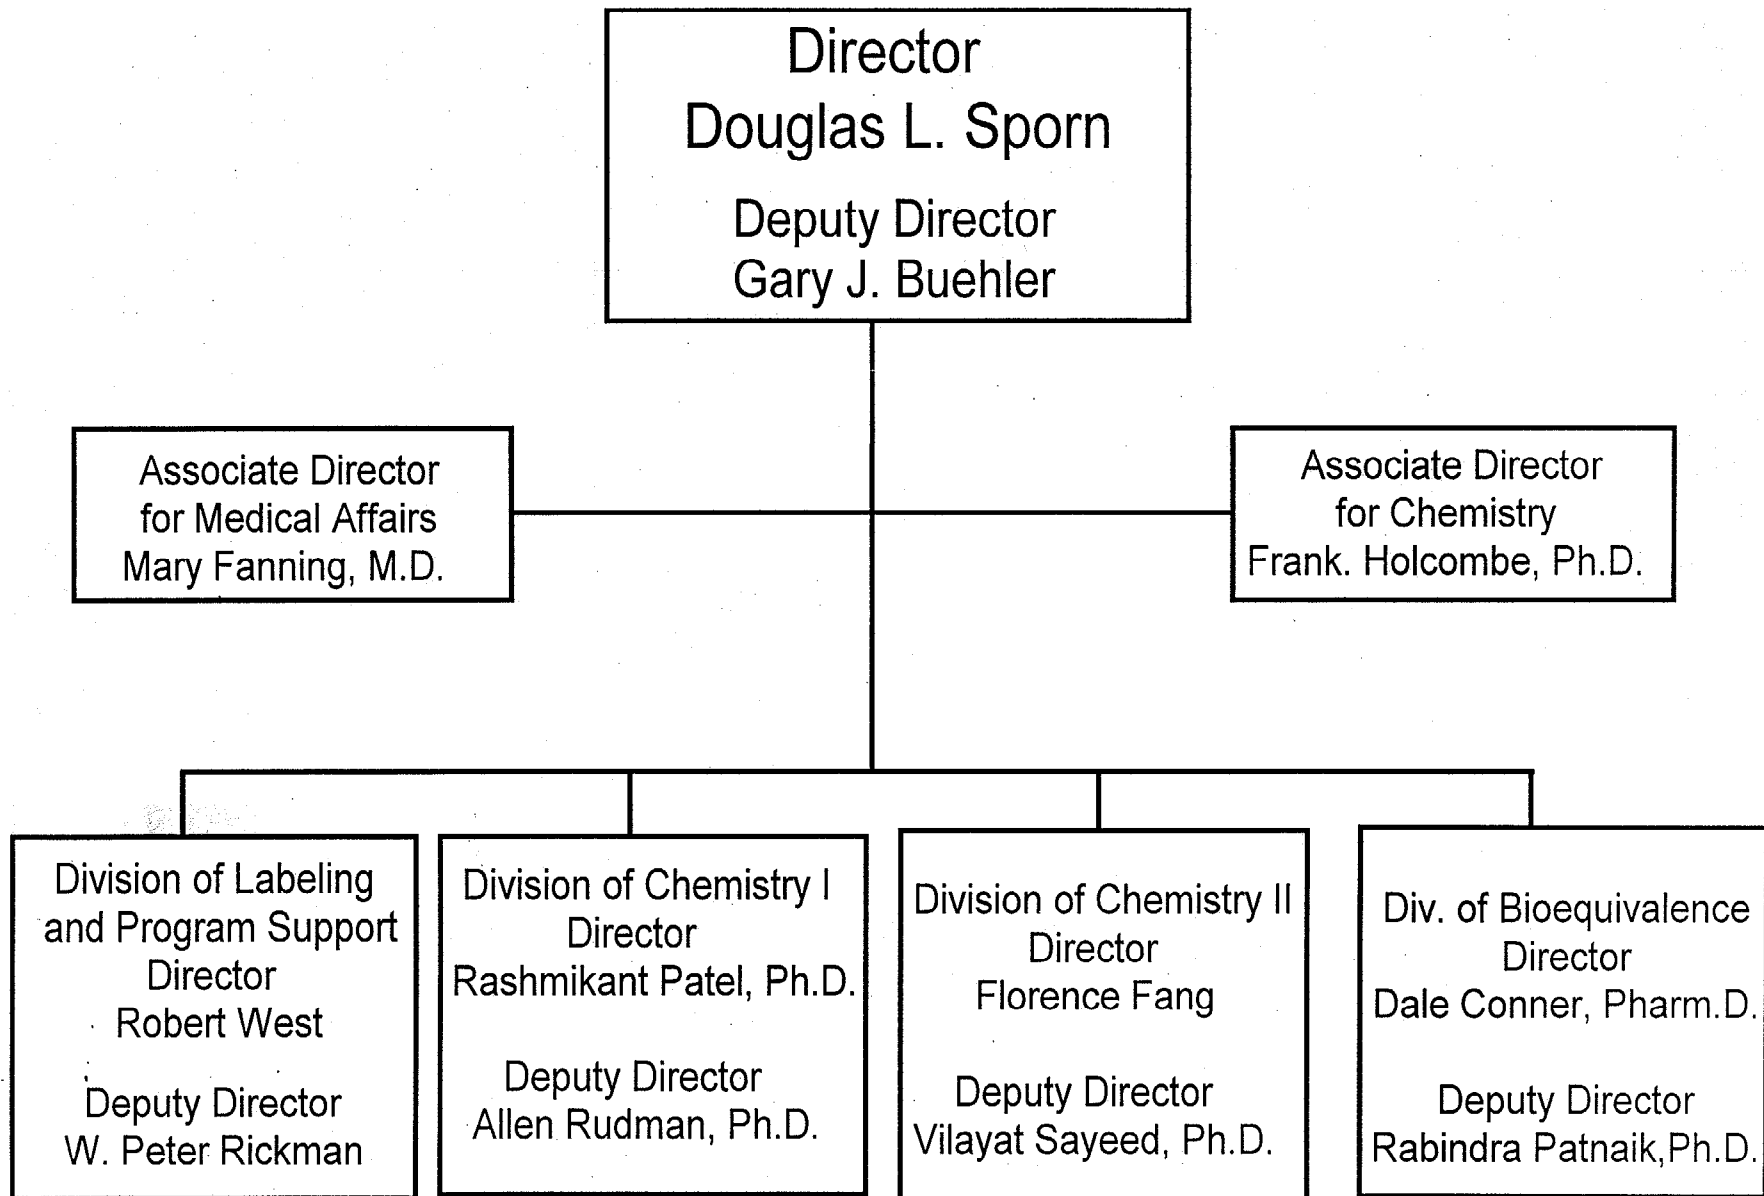 Director
Douglas L. Sporn
Deputy Director
Gary J. Buehler
Associate Director
for Medical Affairs
Mary Fanning, M.D.
Associate Director
for Chemistry
Frank. Holcombe, Ph.D.
Division of Labeling
and Program Support
Director
Robert West
Deputy Director
W. Peter Rickman
Division of Chemistry I
Director
Rashmikant Patel, Ph.D.
Deputy Director
Allen Rudman, Ph.D.
Division of Chemistry II
Director
Florence Fang
Deputy Director
Vilayat Sayeed, Ph.D.
Div. of Bioequivalence
Director
Dale Conner, Pharm.D.
Deputy Director
Rabindra Patnaik,Ph.D.